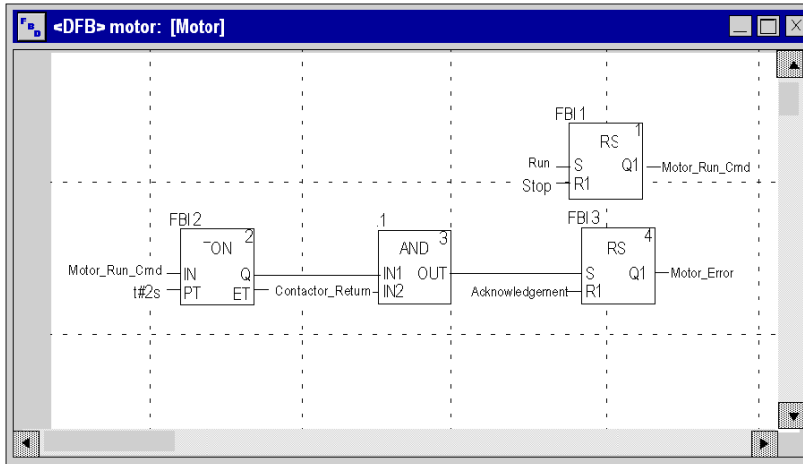 FBD <DFB> motor: [Motor]
FBI 1
1
RS
Run S Q1 Motor_Run_Cmd
Stop R1
FBI 2
2
TON
Motor_Run_Cmd IN Q
t#2s PT ET
.1
3
AND
IN1 OUT
Contactor_Return IN2
FBI 3
4
RS
S Q1 Motor_Error
Acknowledgement R1